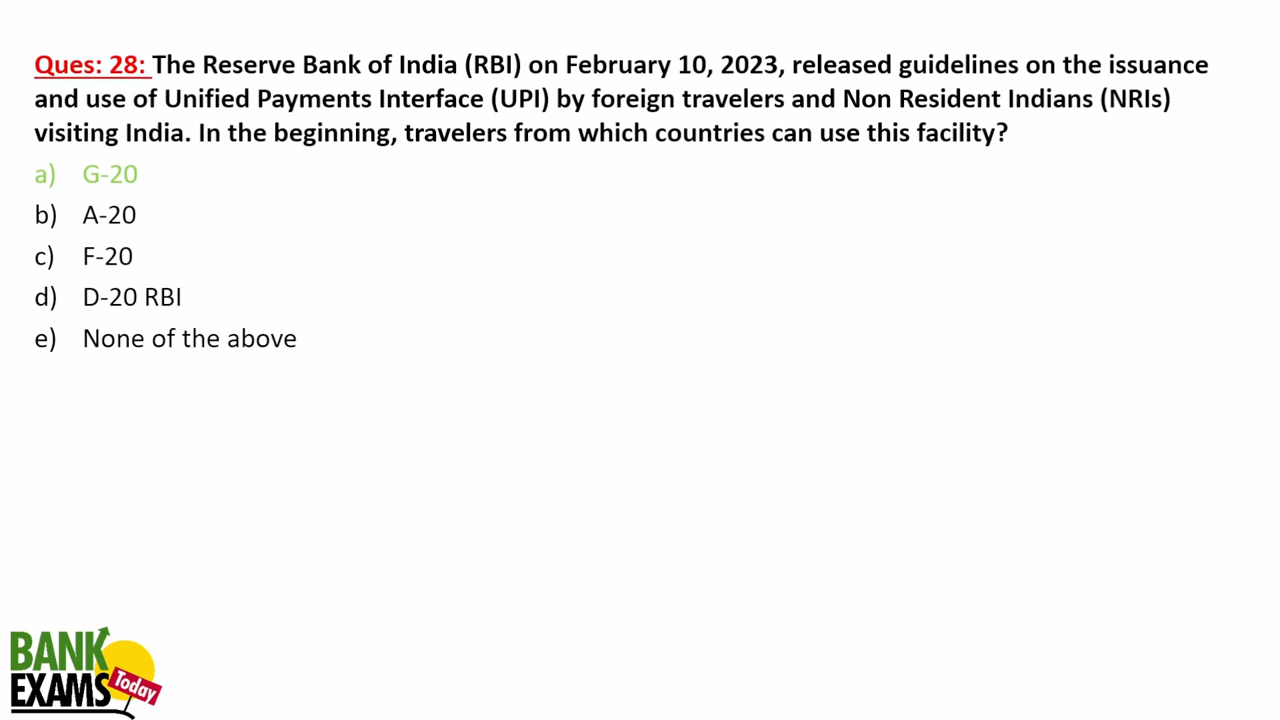 Ques: 28: The Reserve Bank of India (RBI) on February 10, 2023, released guidelines on the issuance
and use of Unified Payments Interface (UPI) by foreign travelers and Non Resident Indians (NRIs)
visiting India. In the beginning, travelers from which countries can use this facility?
a) G-20
b) A-20
c) F-20
d) D-20 RBI
e) None of the above
BANK
EXAMS Today